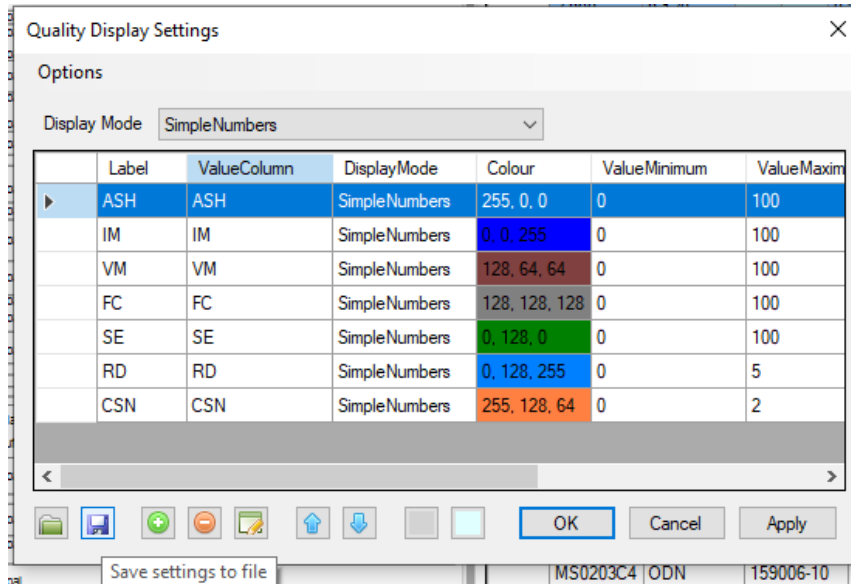 Quality Display Settings
Options
Display Mode SimpleNumbers
Label ValueColumn DisplayMode Colour ValueMinimum ValueMaxim
ASH ASH SimpleNumbers 255, 0, 0 0 100
IM IM SimpleNumbers 0, 0, 255 0 100
VM VM SimpleNumbers 128, 64, 64 0 100
FC FC SimpleNumbers 128, 128, 128 0 100
SE SE SimpleNumbers 0, 128, 0 0 100
RD RD SimpleNumbers 0, 128, 255 0 5
CSN CSN SimpleNumbers 255, 128, 64 0 2
OK Cancel Apply
Save settings to file
MS0203C4 ODN 159006-10